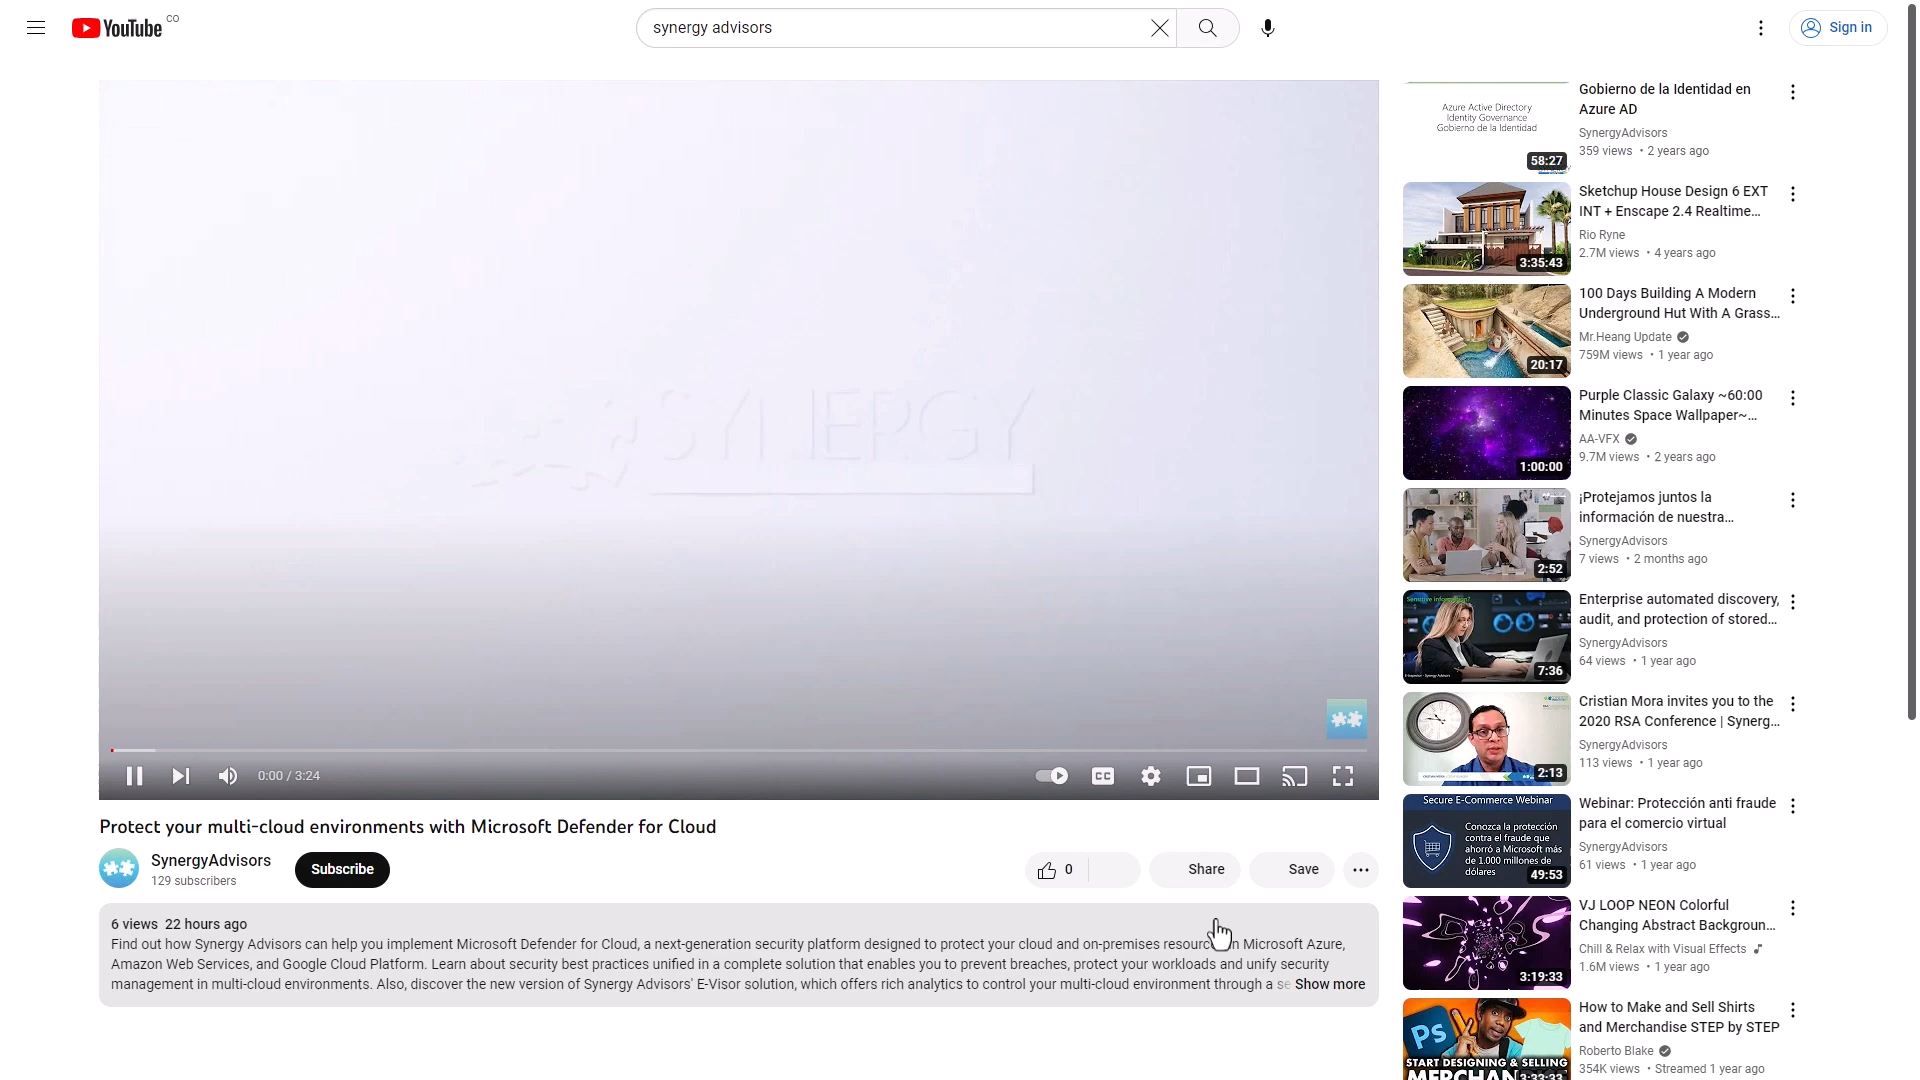 YouTube CO
synergy advisors
Sign in
SYNERGY
0:00 / 3:24
CC
Protect your multi-cloud environments with Microsoft Defender for Cloud
SynergyAdvisors
129 subscribers
Subscribe
0
Share
Save
6 views 22 hours ago
Find out how Synergy Advisors can help you implement Microsoft Defender for Cloud, a next-generation security platform designed to protect your cloud and on-premises resourc n Microsoft Azure,
Amazon Web Services, and Google Cloud Platform. Learn about security best practices unified in a complete solution that enables you to prevent breaches, protect your workloads and unify security
management in multi-cloud environments. Also, discover the new version of Synergy Advisors' E-Visor solution, which offers rich analytics to control your multi-cloud environment through a se Show more
Azure Active Directory
Identity Governance
Gobierno de la Identidad
58:27
Gobierno de la Identidad en
Azure AD
SynergyAdvisors
359 views • 2 years ago
3:35:43
Sketchup House Design 6 EXT
INT + Enscape 2.4 Realtime...
Rio Ryne
2.7M views • 4 years ago
20:17
100 Days Building A Modern
Underground Hut With A Grass...
Mr.Heang Update
759M views • 1 year ago
1:00:00
Purple Classic Galaxy ~60:00
Minutes Space Wallpaper~...
AA-VFX
9.7M views • 2 years ago
2:52
¡Protejamos juntos la
información de nuestra...
SynergyAdvisors
7 views • 2 months ago
Sensitive information?
7:36
Enterprise automated discovery,
audit, and protection of stored...
SynergyAdvisors
64 views • 1 year ago
2:13
Cristian Mora invites you to the
2020 RSA Conference | Synerg...
SynergyAdvisors
113 views • 1 year ago
Secure E-Commerce Webinar
Conozca la protección
contra el fraude que
ahorró a Microsoft más
de 1.000 millones de
dólares
49:53
Webinar: Protección anti fraude
para el comercio virtual
SynergyAdvisors
61 views • 1 year ago
3:19:33
VJ LOOP NEON Colorful
Changing Abstract Backgroun...
Chill & Relax with Visual Effects
1.6M views • 1 year ago
Ps
START DESIGNING & SELLING
MERCHAN
3:33:33
How to Make and Sell Shirts
and Merchandise STEP by STEP
Roberto Blake
354K views • Streamed 1 year ago